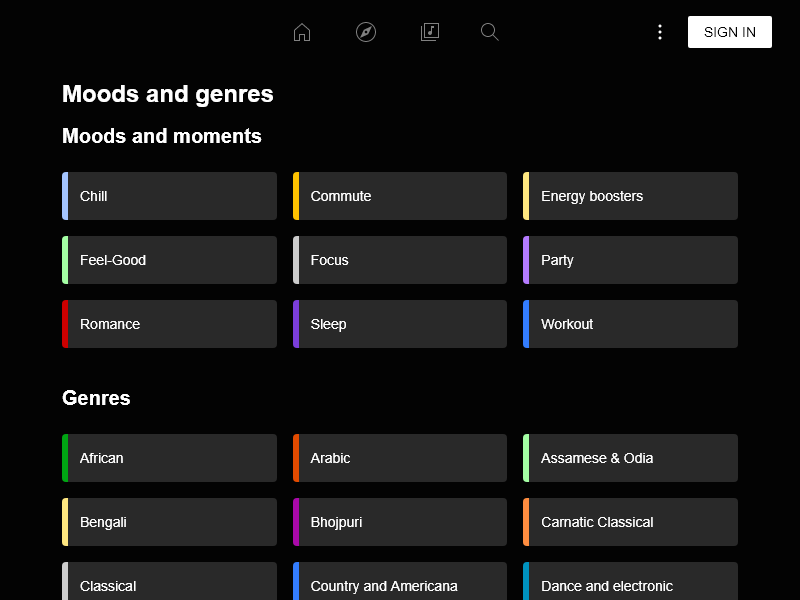 SIGN IN
Moods and genres
Moods and moments
Chill
Commute
Energy boosters
Feel-Good
Focus
Party
Romance
Sleep
Workout
Genres
African
Arabic
Assamese & Odia
Bengali
Bhojpuri
Carnatic Classical
Classical
Country and Americana
Dance and electronic